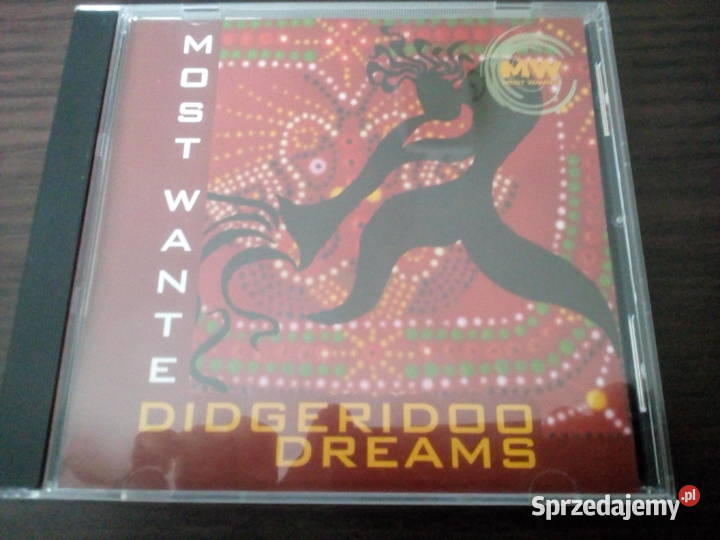 MOST WANTE
MW
DIDGERIDOO
DREAMS
Sprzedajemy.pl